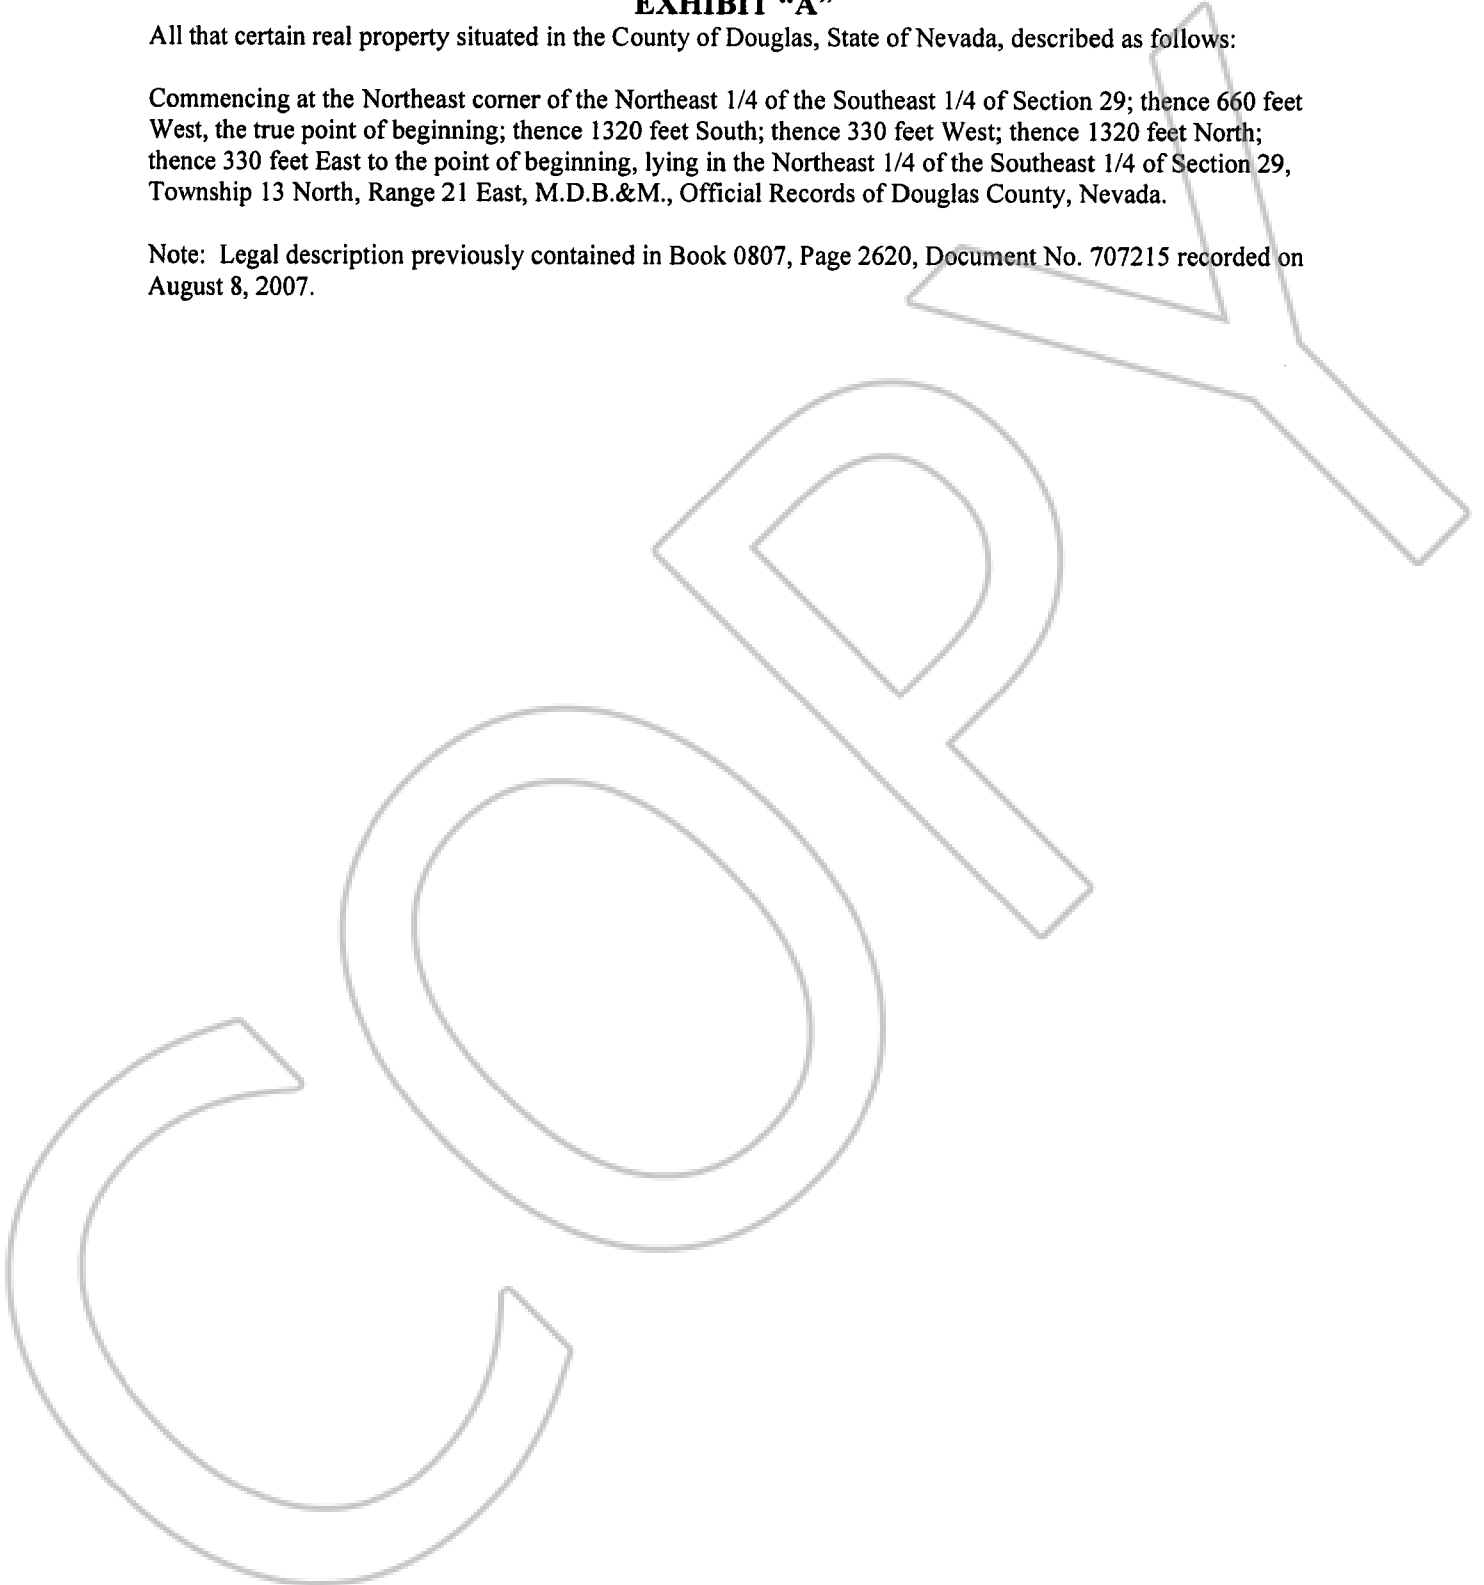 EXHIBIT “A”
All that certain real property situated in the County of Douglas, State of Nevada, described as follows:
Commencing at the Northeast corner of the Northeast 1/4 of the Southeast 1/4 of Section 29; thence 660 feet
West, the true point of beginning; thence 1320 feet South; thence 330 feet West; thence 1320 feet North;
thence 330 feet East to the point of beginning, lying in the Northeast 1/4 of the Southeast 1/4 of Section 29,
Township 13 North, Range 21 East, M.D.B.&M., Official Records of Douglas County, Nevada.
Note: Legal description previously contained in Book 0807, Page 2620, Document No. 707215 recorded on
August 8, 2007.
COPY